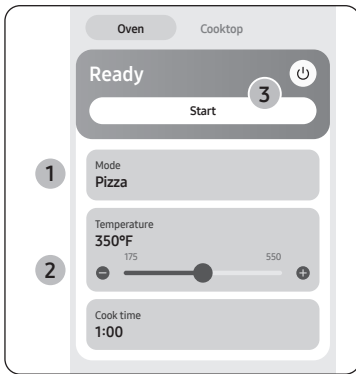 Oven Cooktop
Ready
3
Start
1
Mode
Pizza
Temperature
350°F
175 550
2
Cook time
1:00